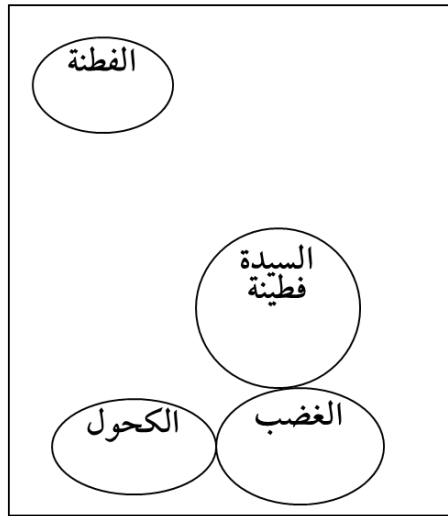 الفطنة
السيدة
فطينة
الغضب
الكحول